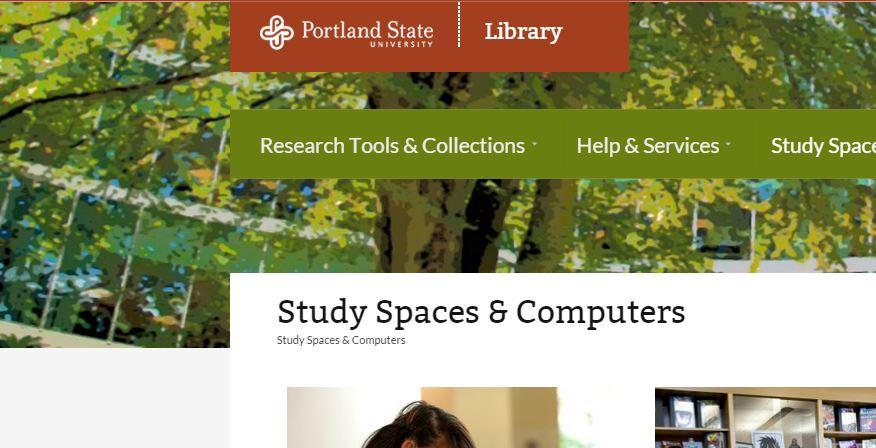 Portland State
UNIVERSITY
Library
Research Tools & Collections
Help & Services
Study Space
Study Spaces & Computers
Study Spaces & Computers